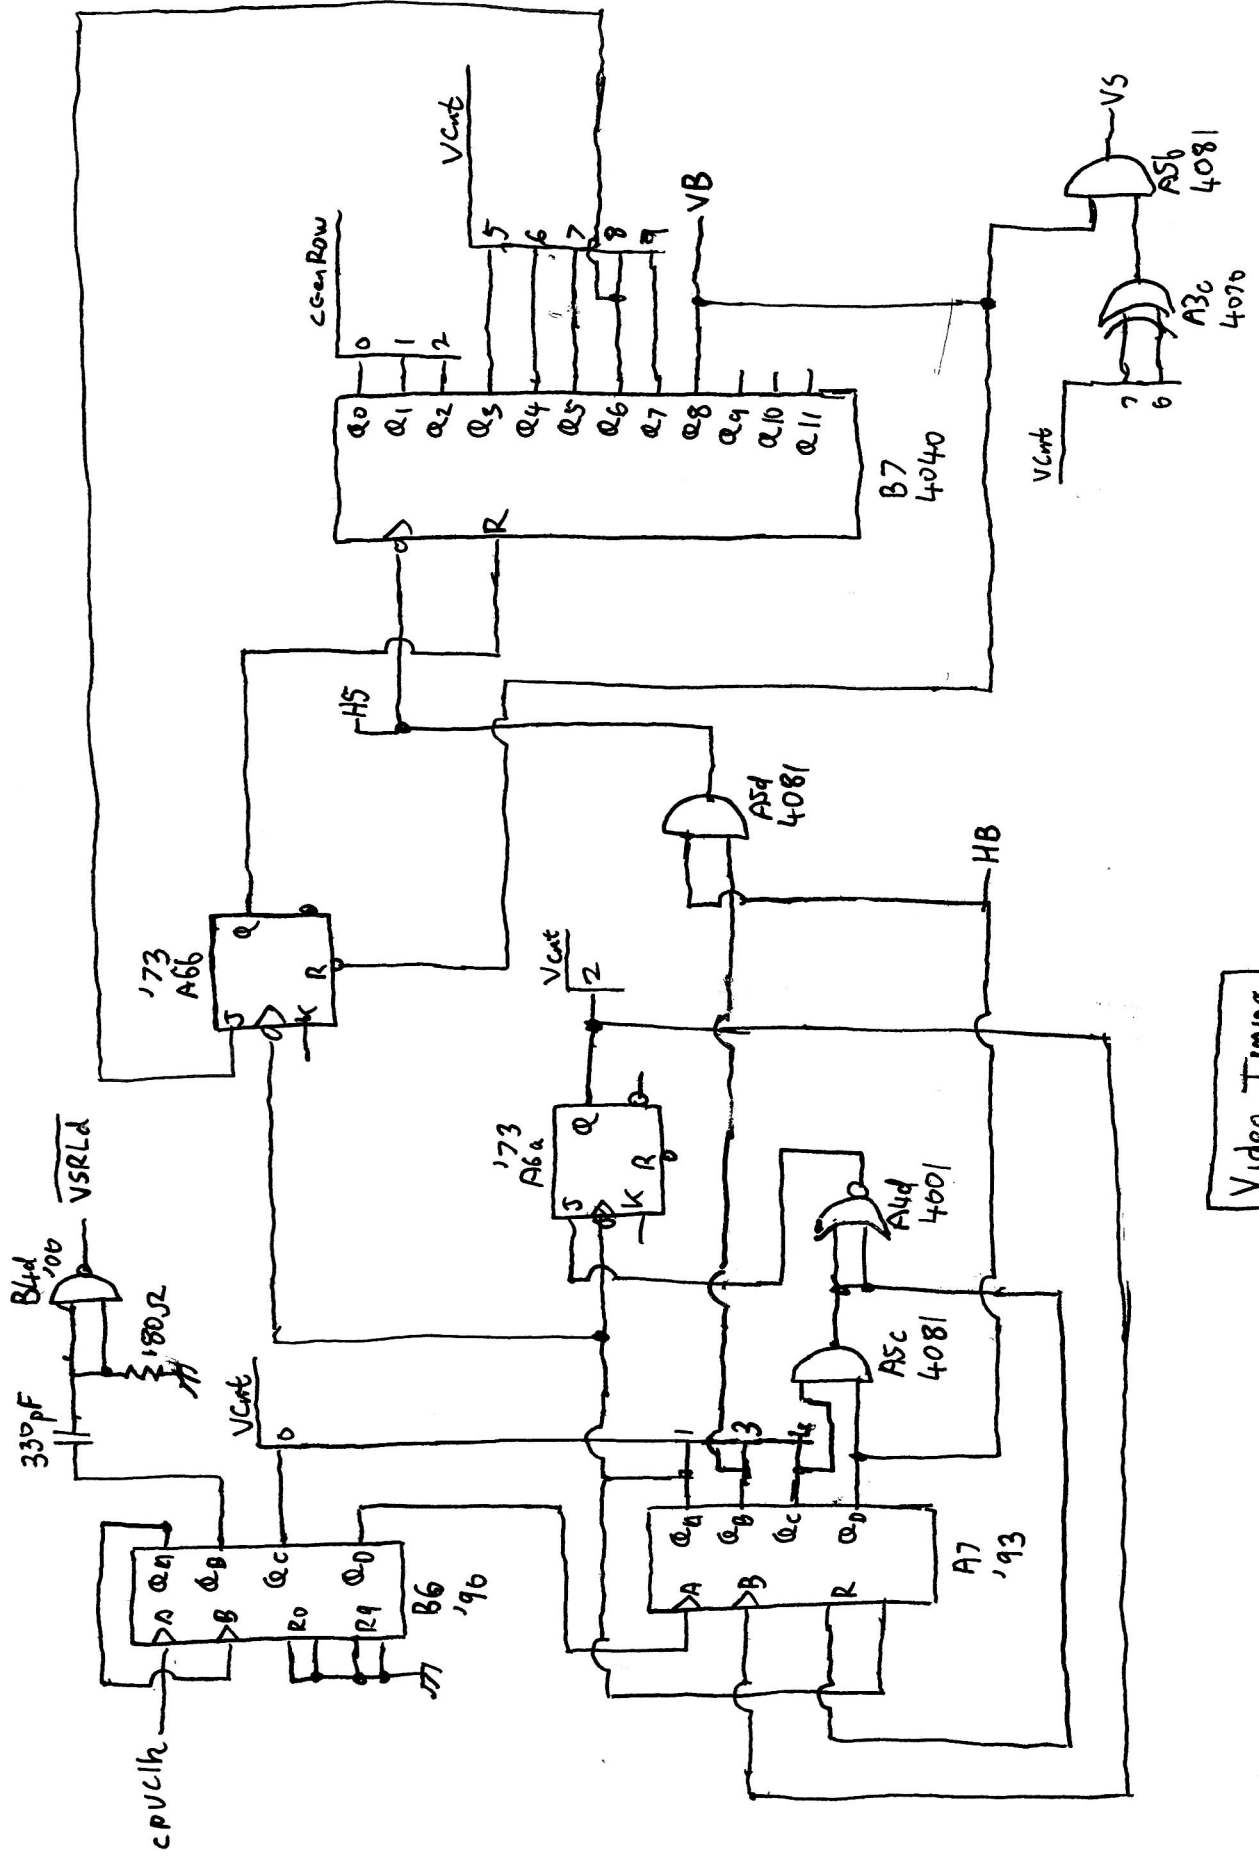 cpuClk
A
B
R0
R9
QA
QB
QC
QD
B6
'90
330pF
180Ω
B4d
'00
VSRLd
VCnt
0
1
3
4
A
B
R
QA
QB
QC
QD
A7
'93
A5c
4081
A4d
4001
J
K
R
Q
'73
A6a
VCnt
2
J
K
R
Q
'73
A6b
HB
A5d
4081
HS
R
Q0
Q1
Q2
Q3
Q4
Q5
Q6
Q7
Q8
Q9
Q10
Q11
B7
4040
CGenRow
0
1
2
VCnt
5
6
7
8
9
VB
VCnt
7
6
A3c
4070
A5b
4081
VS
Video Timing